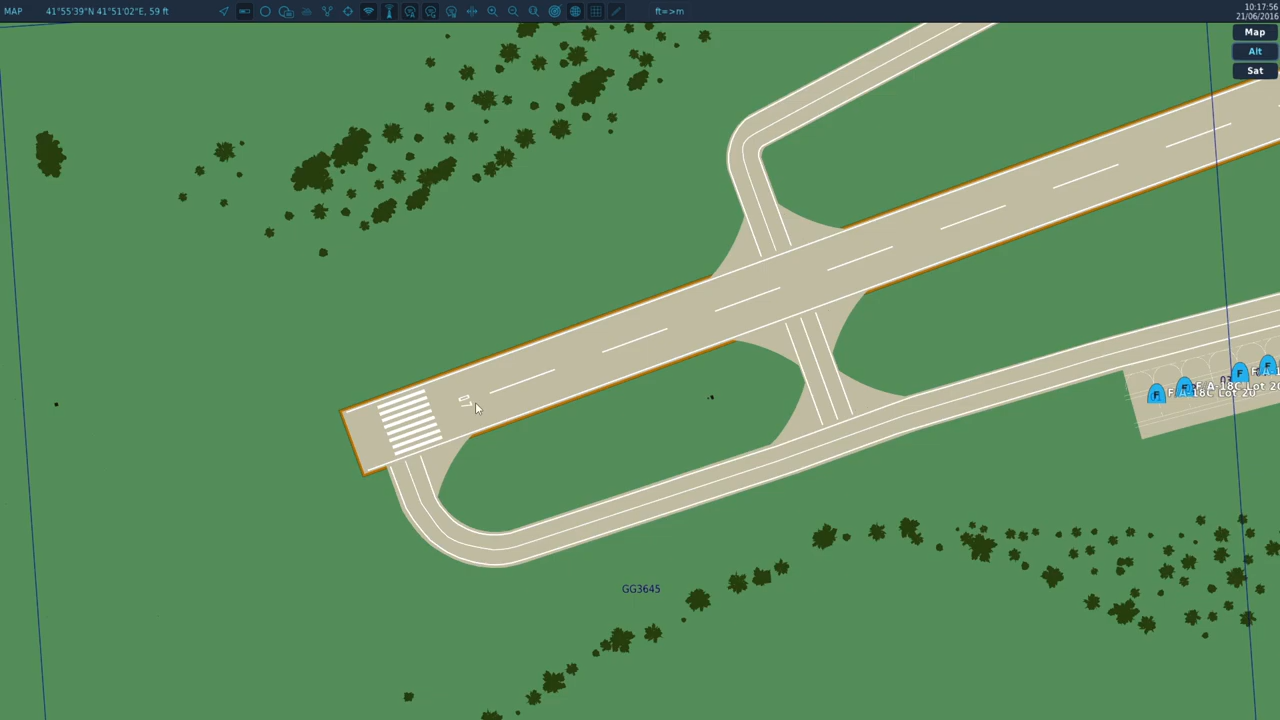 MAP 41°55'39"N 41°51'02"E, 59 ft
ft=>m
10:17:56
21/06/2016
Map
Alt
Sat
F F F F
F/A-18C Lot 20
07
GG3645